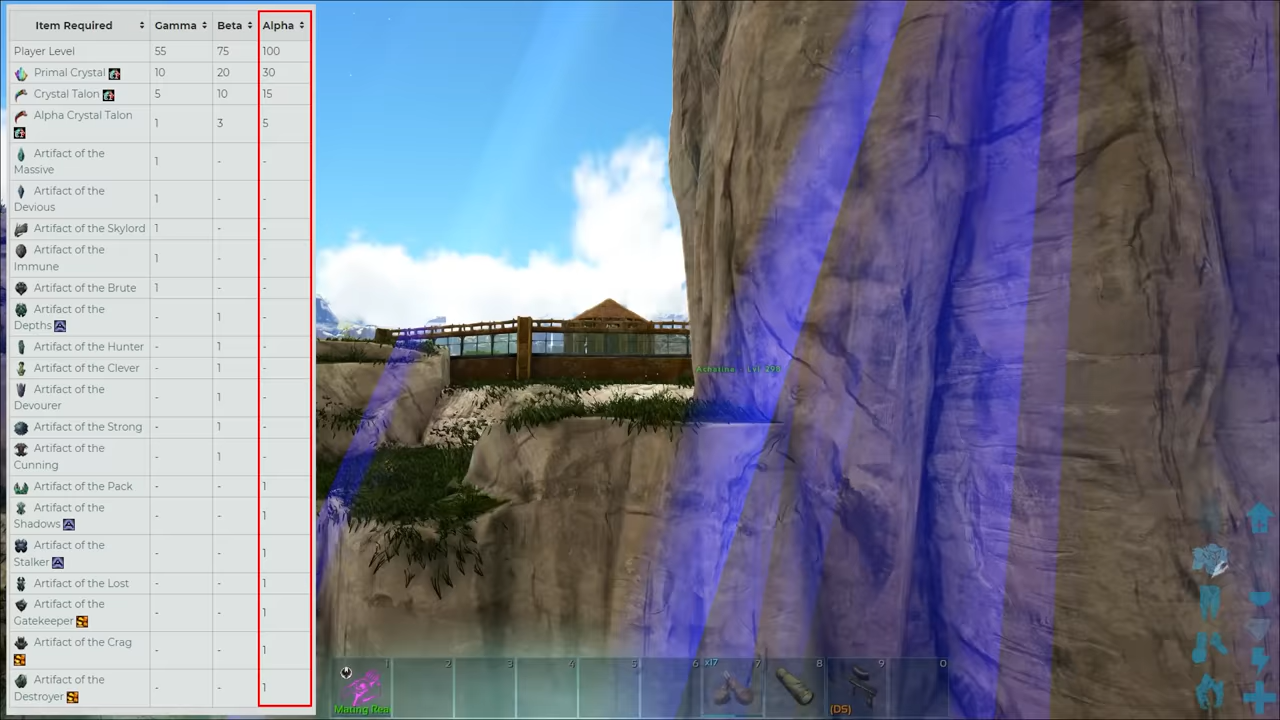 Item Required Gamma Beta Alpha
Player Level 55 75 100
Primal Crystal 10 20 30
Crystal Talon 5 10 15
Alpha Crystal Talon 1 3 5
Artifact of the
Massive 1 - -
Artifact of the
Devious 1 - -
Artifact of the Skylord 1 - -
Artifact of the
Immune 1 - -
Artifact of the Brute 1 - -
Artifact of the
Depths - 1 -
Artifact of the Hunter - 1 -
Artifact of the Clever - 1 -
Artifact of the
Devourer - 1 -
Artifact of the Strong - 1 -
Artifact of the
Cunning - 1 -
Artifact of the Pack - - 1
Artifact of the
Shadows - - 1
Artifact of the
Stalker - - 1
Artifact of the Lost - - 1
Artifact of the
Gatekeeper - - 1
Artifact of the Crag - - 1
Artifact of the
Destroyer - - 1
Achatina Lvl
1 2 3 4 5 6 7 8 9 0
x17
Mating Rea
(DS)